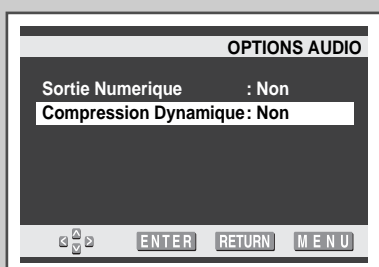 OPTIONS AUDIO
Sortie Numerique : Non
Compression Dynamique: Non
ENTER RETURN MENU